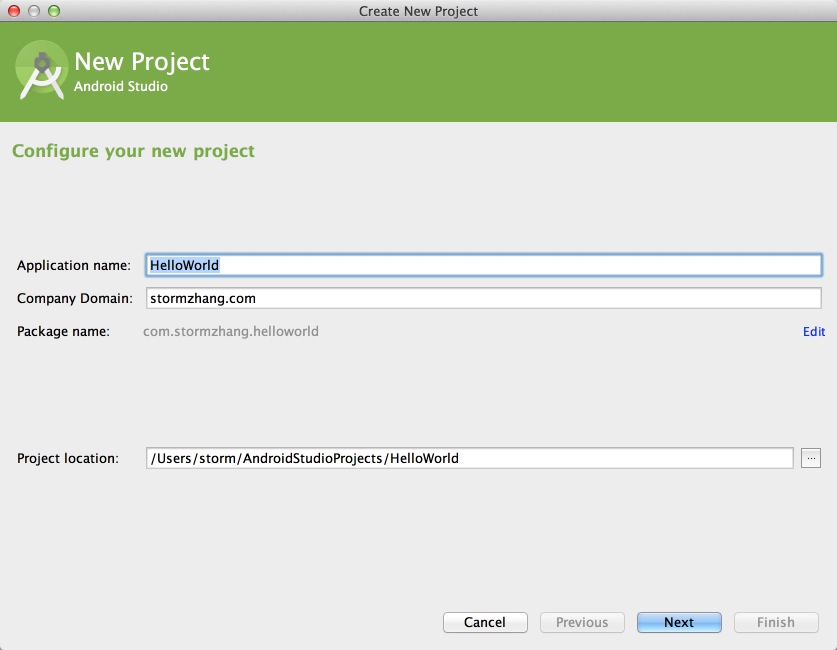 Create New Project
New Project
Android Studio
Configure your new project
Application name: HelloWorld
Company Domain: stormzhang.com
Package name: com.stormzhang.helloworld Edit
Project location: /Users/storm/AndroidStudioProjects/HelloWorld ...
Cancel Previous Next Finish